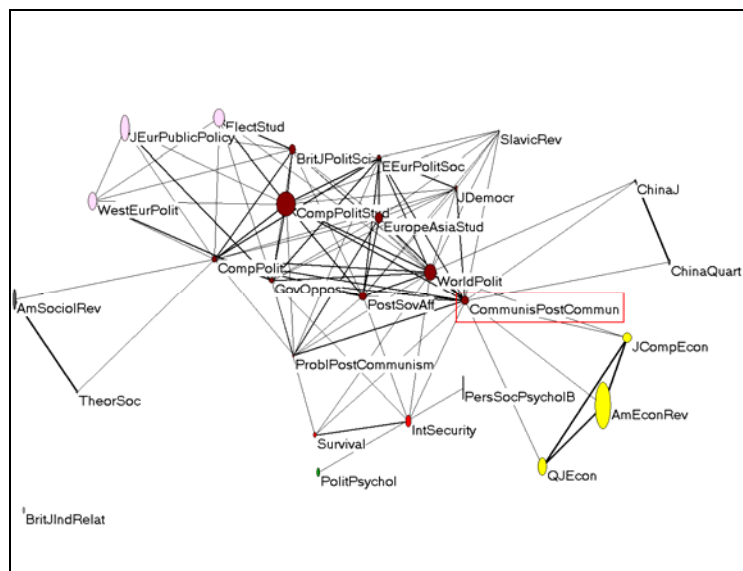 ElectStud
JEurPublicPolicy
SlavicRev
BritJPolitSci
EEurPolitSoc
ChinaJ
JDemocr
WestEurPolit
CompPolitStud
EuropeAsiaStud
CompPolit
WorldPolit
ChinaQuart
GovOppos
PostSovAff
AmSociolRev
CommunisPostCommun
JCompEcon
ProblPostCommunism
TheorSoc
PersSocPsycholB
AmEconRev
Survival
IntSecurity
PolitPsychol
QJEcon
BritJIndRelat